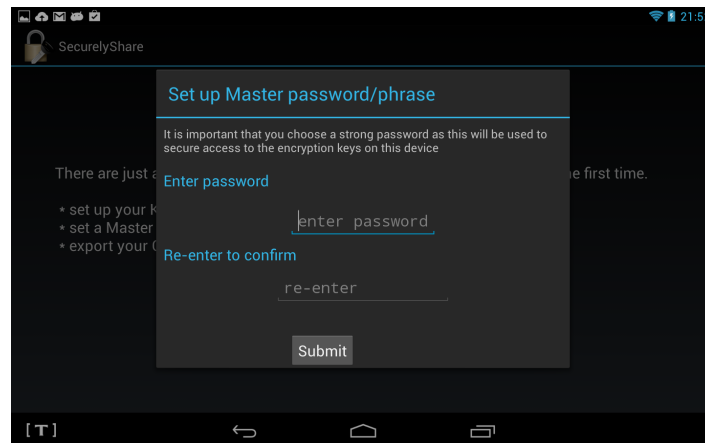 21:5
SecurelyShare
Set up Master password/phrase
It is important that you choose a strong password as this will be used to
secure access to the encryption keys on this device
There are just
e first time.
Enter password
* set up your
enter password
* set a Master
* export your
Re-enter to confirm
re-enter
Submit
[T]